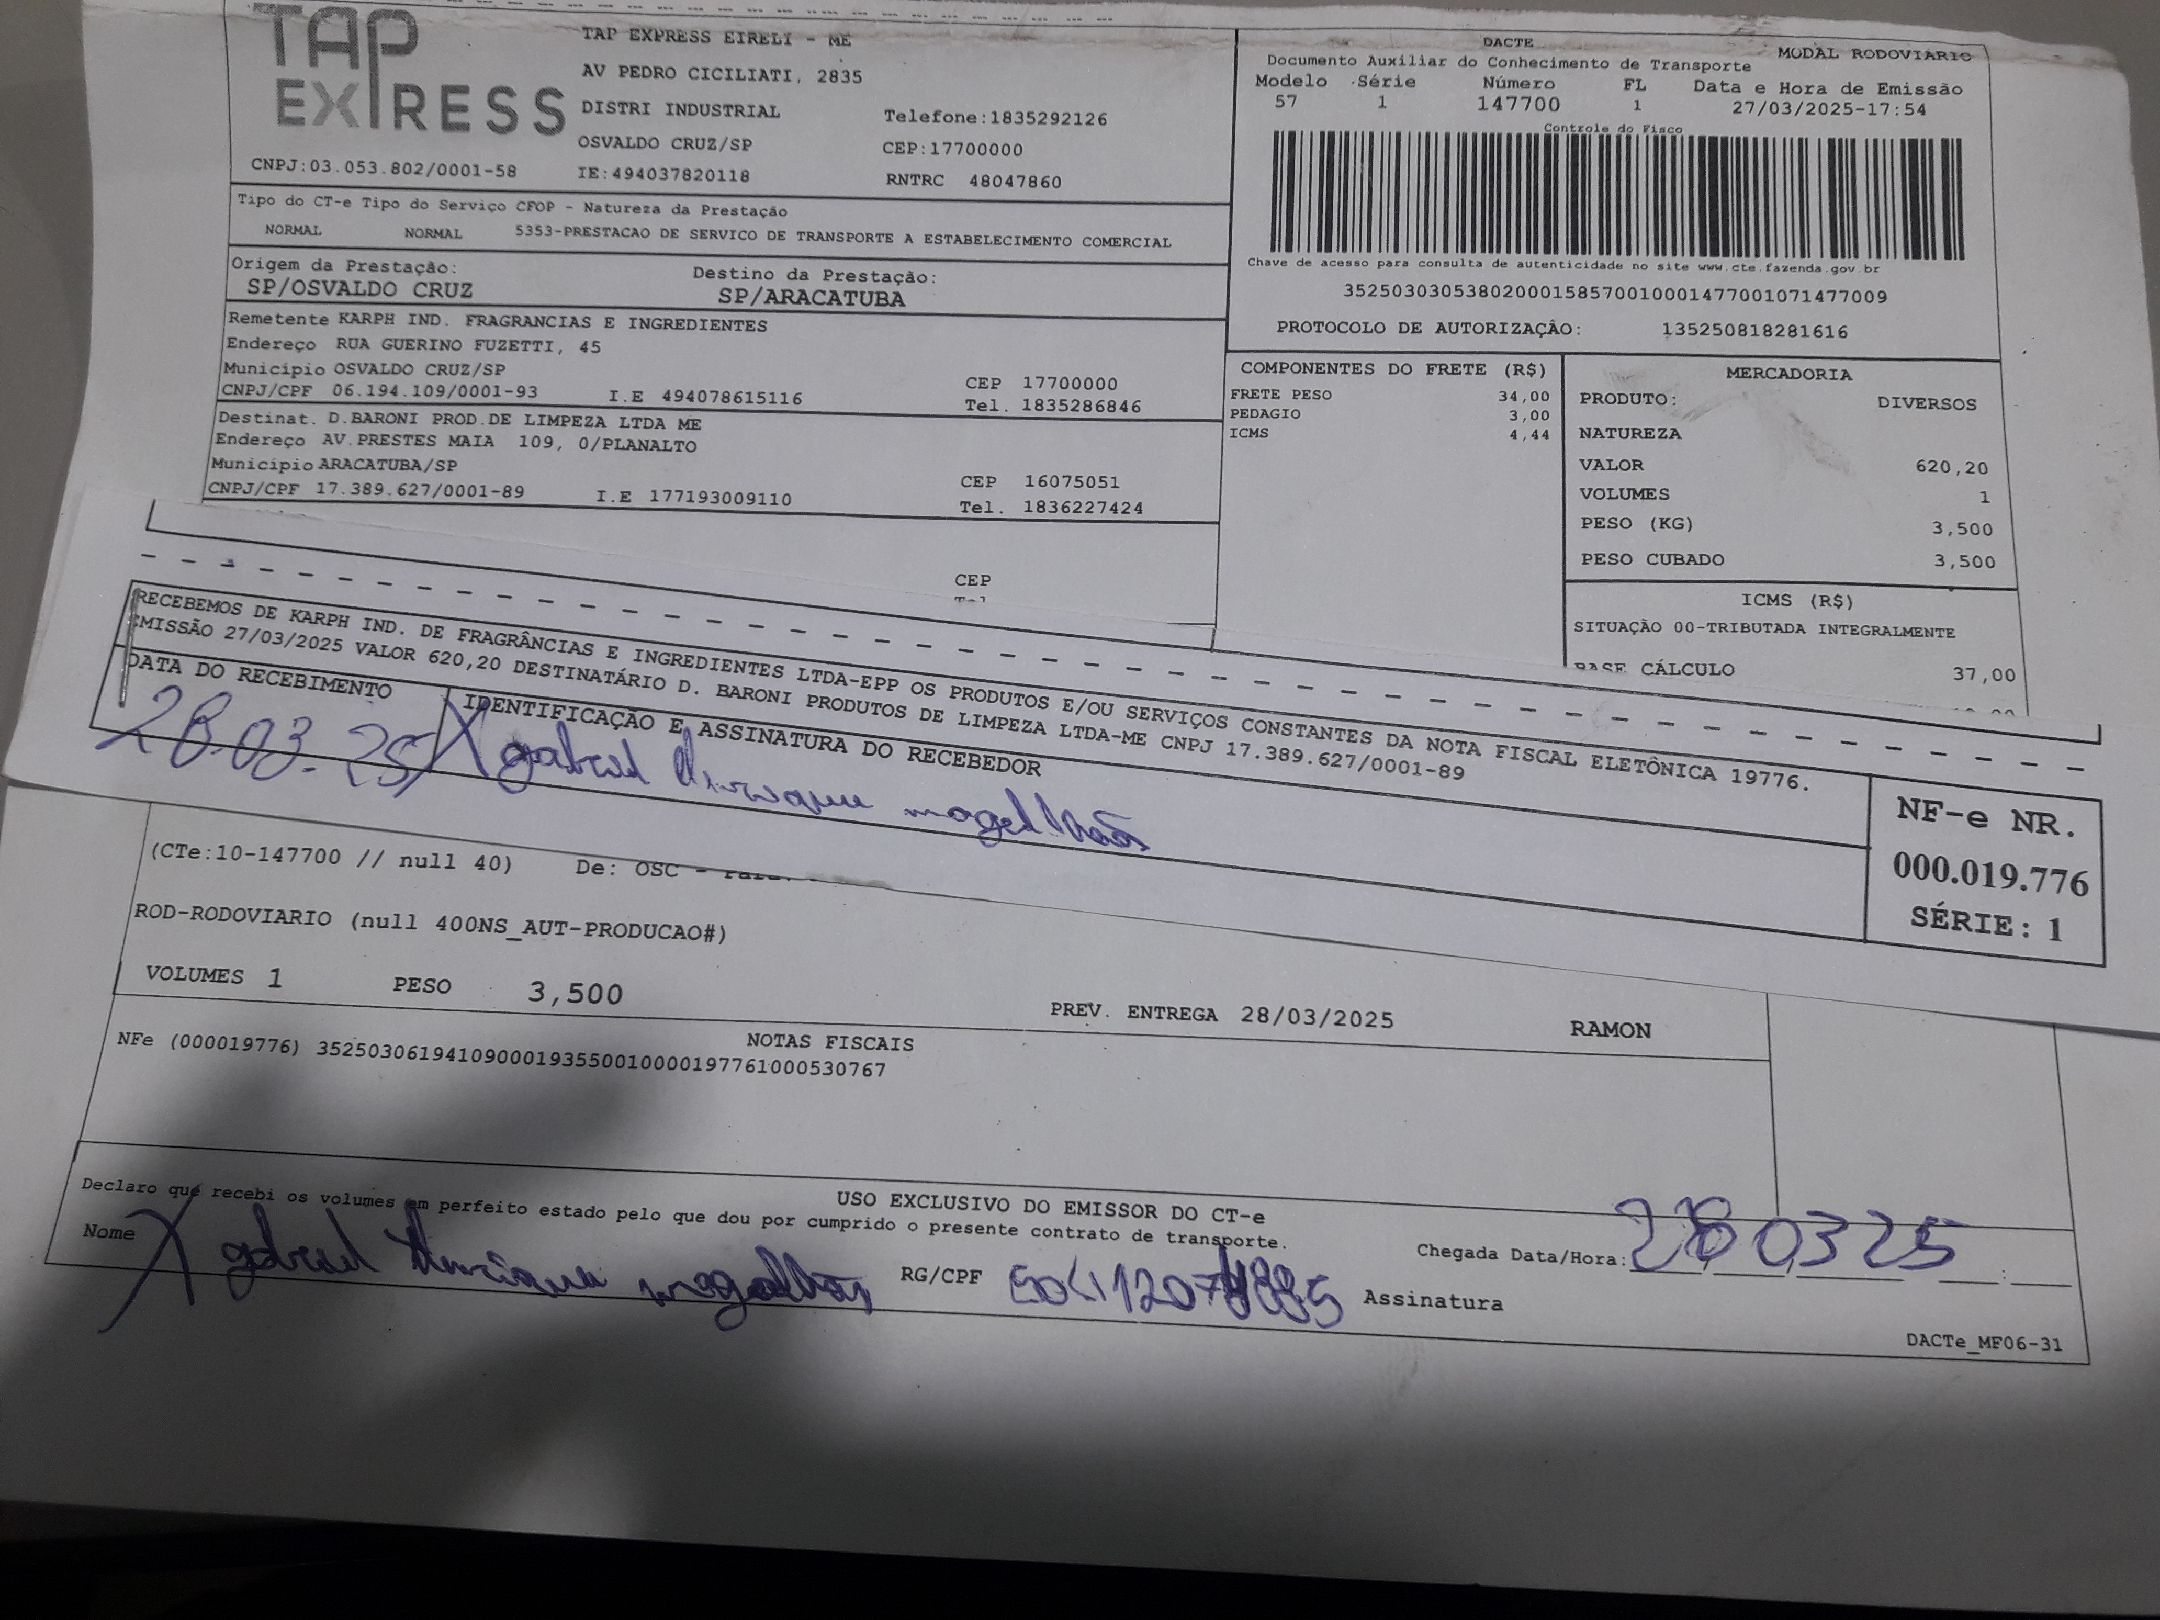 TAP EXPRESS
TAP EXPRESS EIRELI - ME
AV PEDRO CICILIATI, 2835
DISTRI INDUSTRIAL Telefone:1835292126
OSVALDO CRUZ/SP CEP:17700000
CNPJ:03.053.802/0001-58 IE:494037820118 RNTRC 48047860
DACTE MODAL RODOVIARIO
Documento Auxiliar do Conhecimento de Transporte
Modelo Série Número FL Data e Hora de Emissão
57 1 147700 1 27/03/2025-17:54
Controle do Fisco
Chave de acesso para consulta de autenticidade no site www.cte.fazenda.gov.br
35250303053802000158570010001477001071477009
PROTOCOLO DE AUTORIZAÇÃO: 135250818281616
Tipo do CT-e Tipo do Serviço CFOP - Natureza da Prestação
NORMAL NORMAL 5353-PRESTACAO DE SERVICO DE TRANSPORTE A ESTABELECIMENTO COMERCIAL
Origem da Prestação: Destino da Prestação:
SP/OSVALDO CRUZ SP/ARACATUBA
Remetente KARPH IND. FRAGRANCIAS E INGREDIENTES
Endereço RUA GUERINO FUZETTI, 45
Município OSVALDO CRUZ/SP CEP 17700000
CNPJ/CPF 06.194.109/0001-93 I.E 494078615116 Tel. 1835286846
Destinat. D.BARONI PROD.DE LIMPEZA LTDA ME
Endereço AV.PRESTES MAIA 109, 0/PLANALTO
Município ARACATUBA/SP CEP 16075051
CNPJ/CPF 17.389.627/0001-89 I.E 177193009110 Tel. 1836227424
CEP
Tel
COMPONENTES DO FRETE (R$)
FRETE PESO 34,00
PEDAGIO 3,00
ICMS 4,44
MERCADORIA
PRODUTO: DIVERSOS
NATUREZA
VALOR 620,20
VOLUMES 1
PESO (KG) 3,500
PESO CUBADO 3,500
ICMS (R$)
SITUAÇÃO 00-TRIBUTADA INTEGRALMENTE
BASE CÁLCULO 37,00
RECEBEMOS DE KARPH IND. DE FRAGRÂNCIAS E INGREDIENTES LTDA-EPP OS PRODUTOS E/OU SERVIÇOS CONSTANTES DA NOTA FISCAL ELETÔNICA 19776.
EMISSÃO 27/03/2025 VALOR 620,20 DESTINATÁRIO D. BARONI PRODUTOS DE LIMPEZA LTDA-ME CNPJ 17.389.627/0001-89
DATA DO RECEBIMENTO IDENTIFICAÇÃO E ASSINATURA DO RECEBEDOR
28.03.25 X gabriel magalhães
NF-e NR.
000.019.776
SÉRIE: 1
(CTe:10-147700 // null 40) De: OSC -
ROD-RODOVIARIO (null 400NS_AUT-PRODUCAO#)
VOLUMES 1 PESO 3,500 PREV. ENTREGA 28/03/2025 RAMON
NOTAS FISCAIS
NFe (000019776) 35250306194109000193550010000197761000530767
USO EXCLUSIVO DO EMISSOR DO CT-e
Declaro que recebi os volumes em perfeito estado pelo que dou por cumprido o presente contrato de transporte.
Nome X gabriel magalhães RG/CPF Assinatura
Chegada Data/Hora: 28 03 25 :
DACTe_MF06-31